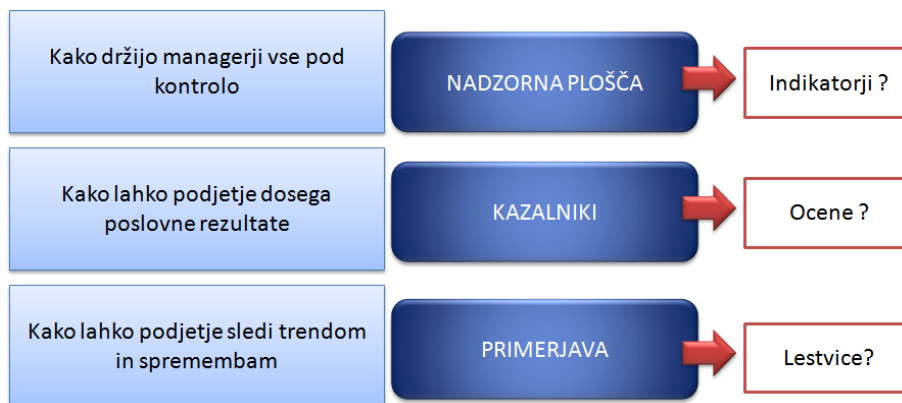 Kako držijo managerji vse pod
kontrolo
NADZORNA PLOŠČA
Indikatorji ?
Kako lahko podjetje dosega
poslovne rezultate
KAZALNIKI
Ocene ?
Kako lahko podjetje sledi trendom
in spremembam
PRIMERJAVA
Lestvice?